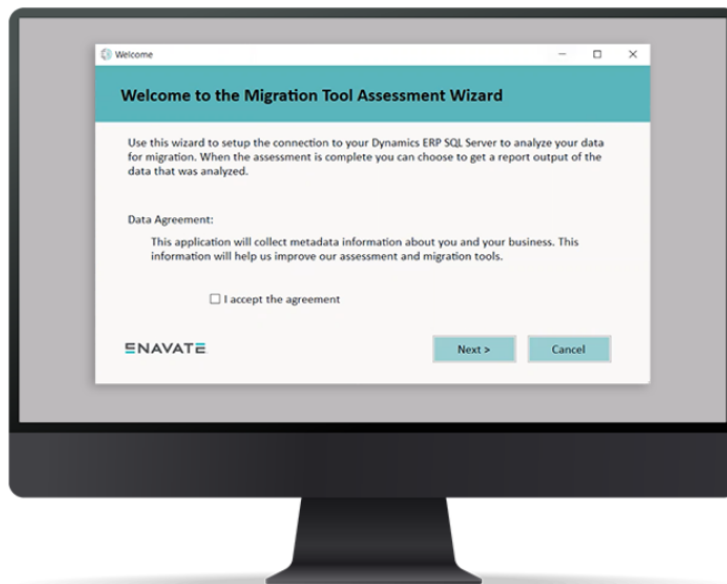 Welcome
Welcome to the Migration Tool Assessment Wizard
Use this wizard to setup the connection to your Dynamics ERP SQL Server to analyze your data
for migration. When the assessment is complete you can choose to get a report output of the
data that was analyzed.
Data Agreement:
This application will collect metadata information about you and your business. This
information will help us improve our assessment and migration tools.
I accept the agreement
ENAVATE
Next >
Cancel